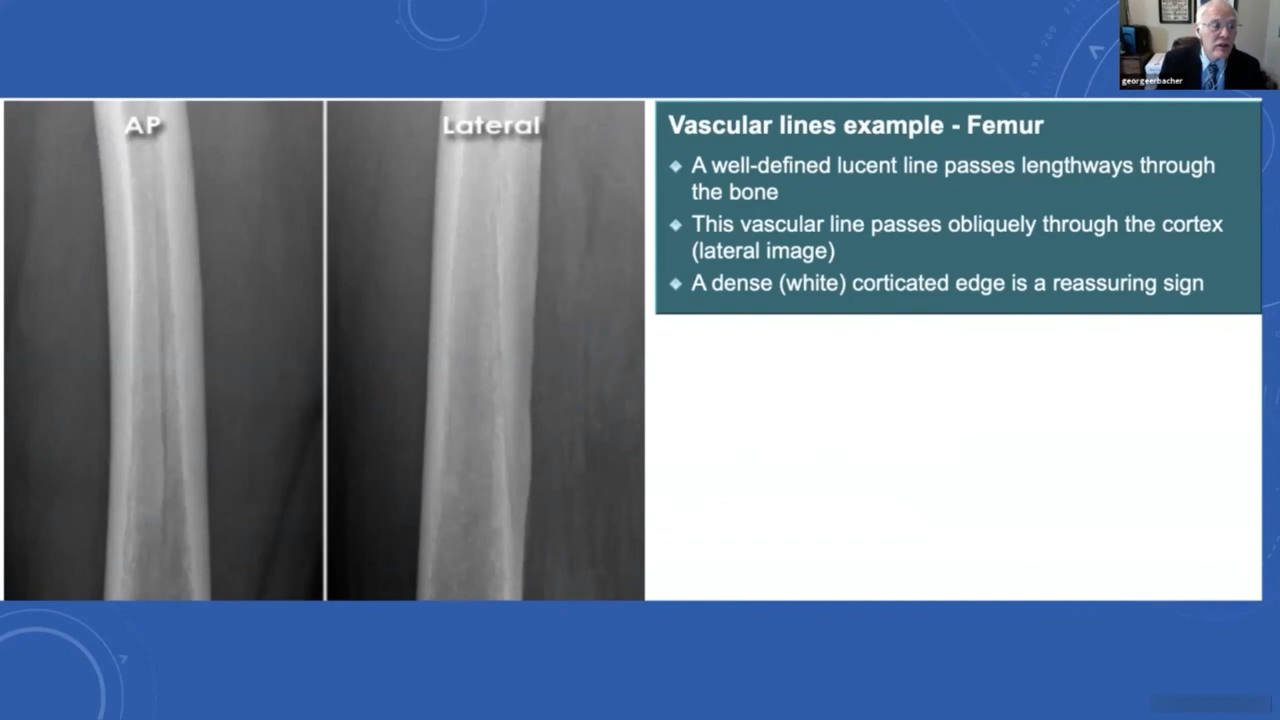 georgeerbacher
AP
Lateral
Vascular lines example - Femur
A well-defined lucent line passes lengthways through
the bone
This vascular line passes obliquely through the cortex
(lateral image)
A dense (white) corticated edge is a reassuring sign